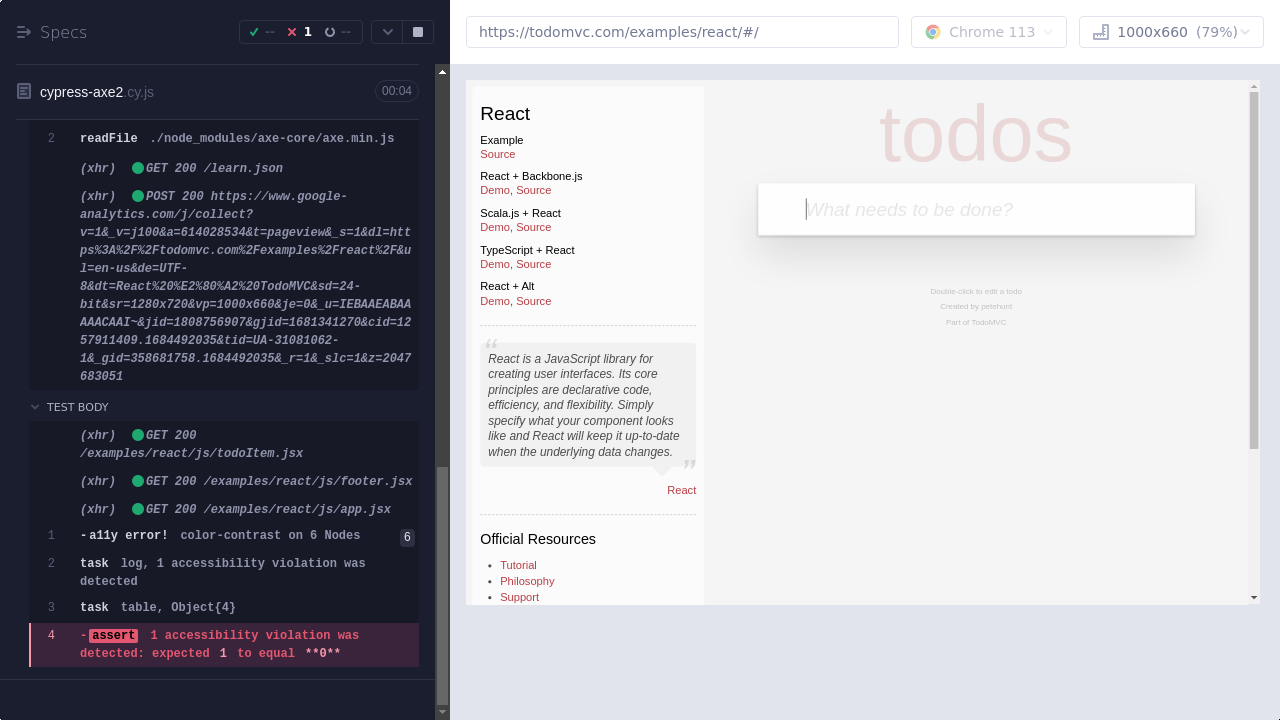 Specs
-- 1 --
https://todomvc.com/examples/react/#/
Chrome 113
1000x660 (79%)
cypress-axe2.cy.js
00:04
2 readFile ./node_modules/axe-core/axe.min.js
(xhr) GET 200 /learn.json
(xhr) POST 200 https://www.google-
analytics.com/j/collect?
v=1&_v=j100&a=614028534&t=pageview&_s=1&dl=htt
ps%3A%2F%2Ftodomvc.com%2Fexamples%2Freact%2F&u
l=en-us&de=UTF-
8&dt=React%20%E2%80%A2%20TodoMVC&sd=24-
bit&sr=1280x720&vp=1000x660&je=0&_u=IEBAAEABAA
AAACAAI~&jid=1808756907&gjid=1681341270&cid=12
57911409.1684492035&tid=UA-31081062-
1&_gid=358681758.1684492035&_r=1&_slc=1&z=2047
683051
TEST BODY
(xhr) GET 200
/examples/react/js/todoItem.jsx
(xhr) GET 200 /examples/react/js/footer.jsx
(xhr) GET 200 /examples/react/js/app.jsx
1 -a11y error! color-contrast on 6 Nodes 6
2 task log, 1 accessibility violation was
detected
3 task table, Object{4}
4 -assert 1 accessibility violation was
detected: expected 1 to equal **0**
React
Example
Source
React + Backbone.js
Demo, Source
Scala.js + React
Demo, Source
TypeScript + React
Demo, Source
React + Alt
Demo, Source
“
React is a JavaScript library for
creating user interfaces. Its core
principles are declarative code,
efficiency, and flexibility. Simply
specify what your component looks
like and React will keep it up-to-date
when the underlying data changes.
”
React
Official Resources
• Tutorial
• Philosophy
• Support
todos
What needs to be done?
Double-click to edit a todo
Created by petehunt
Part of TodoMVC